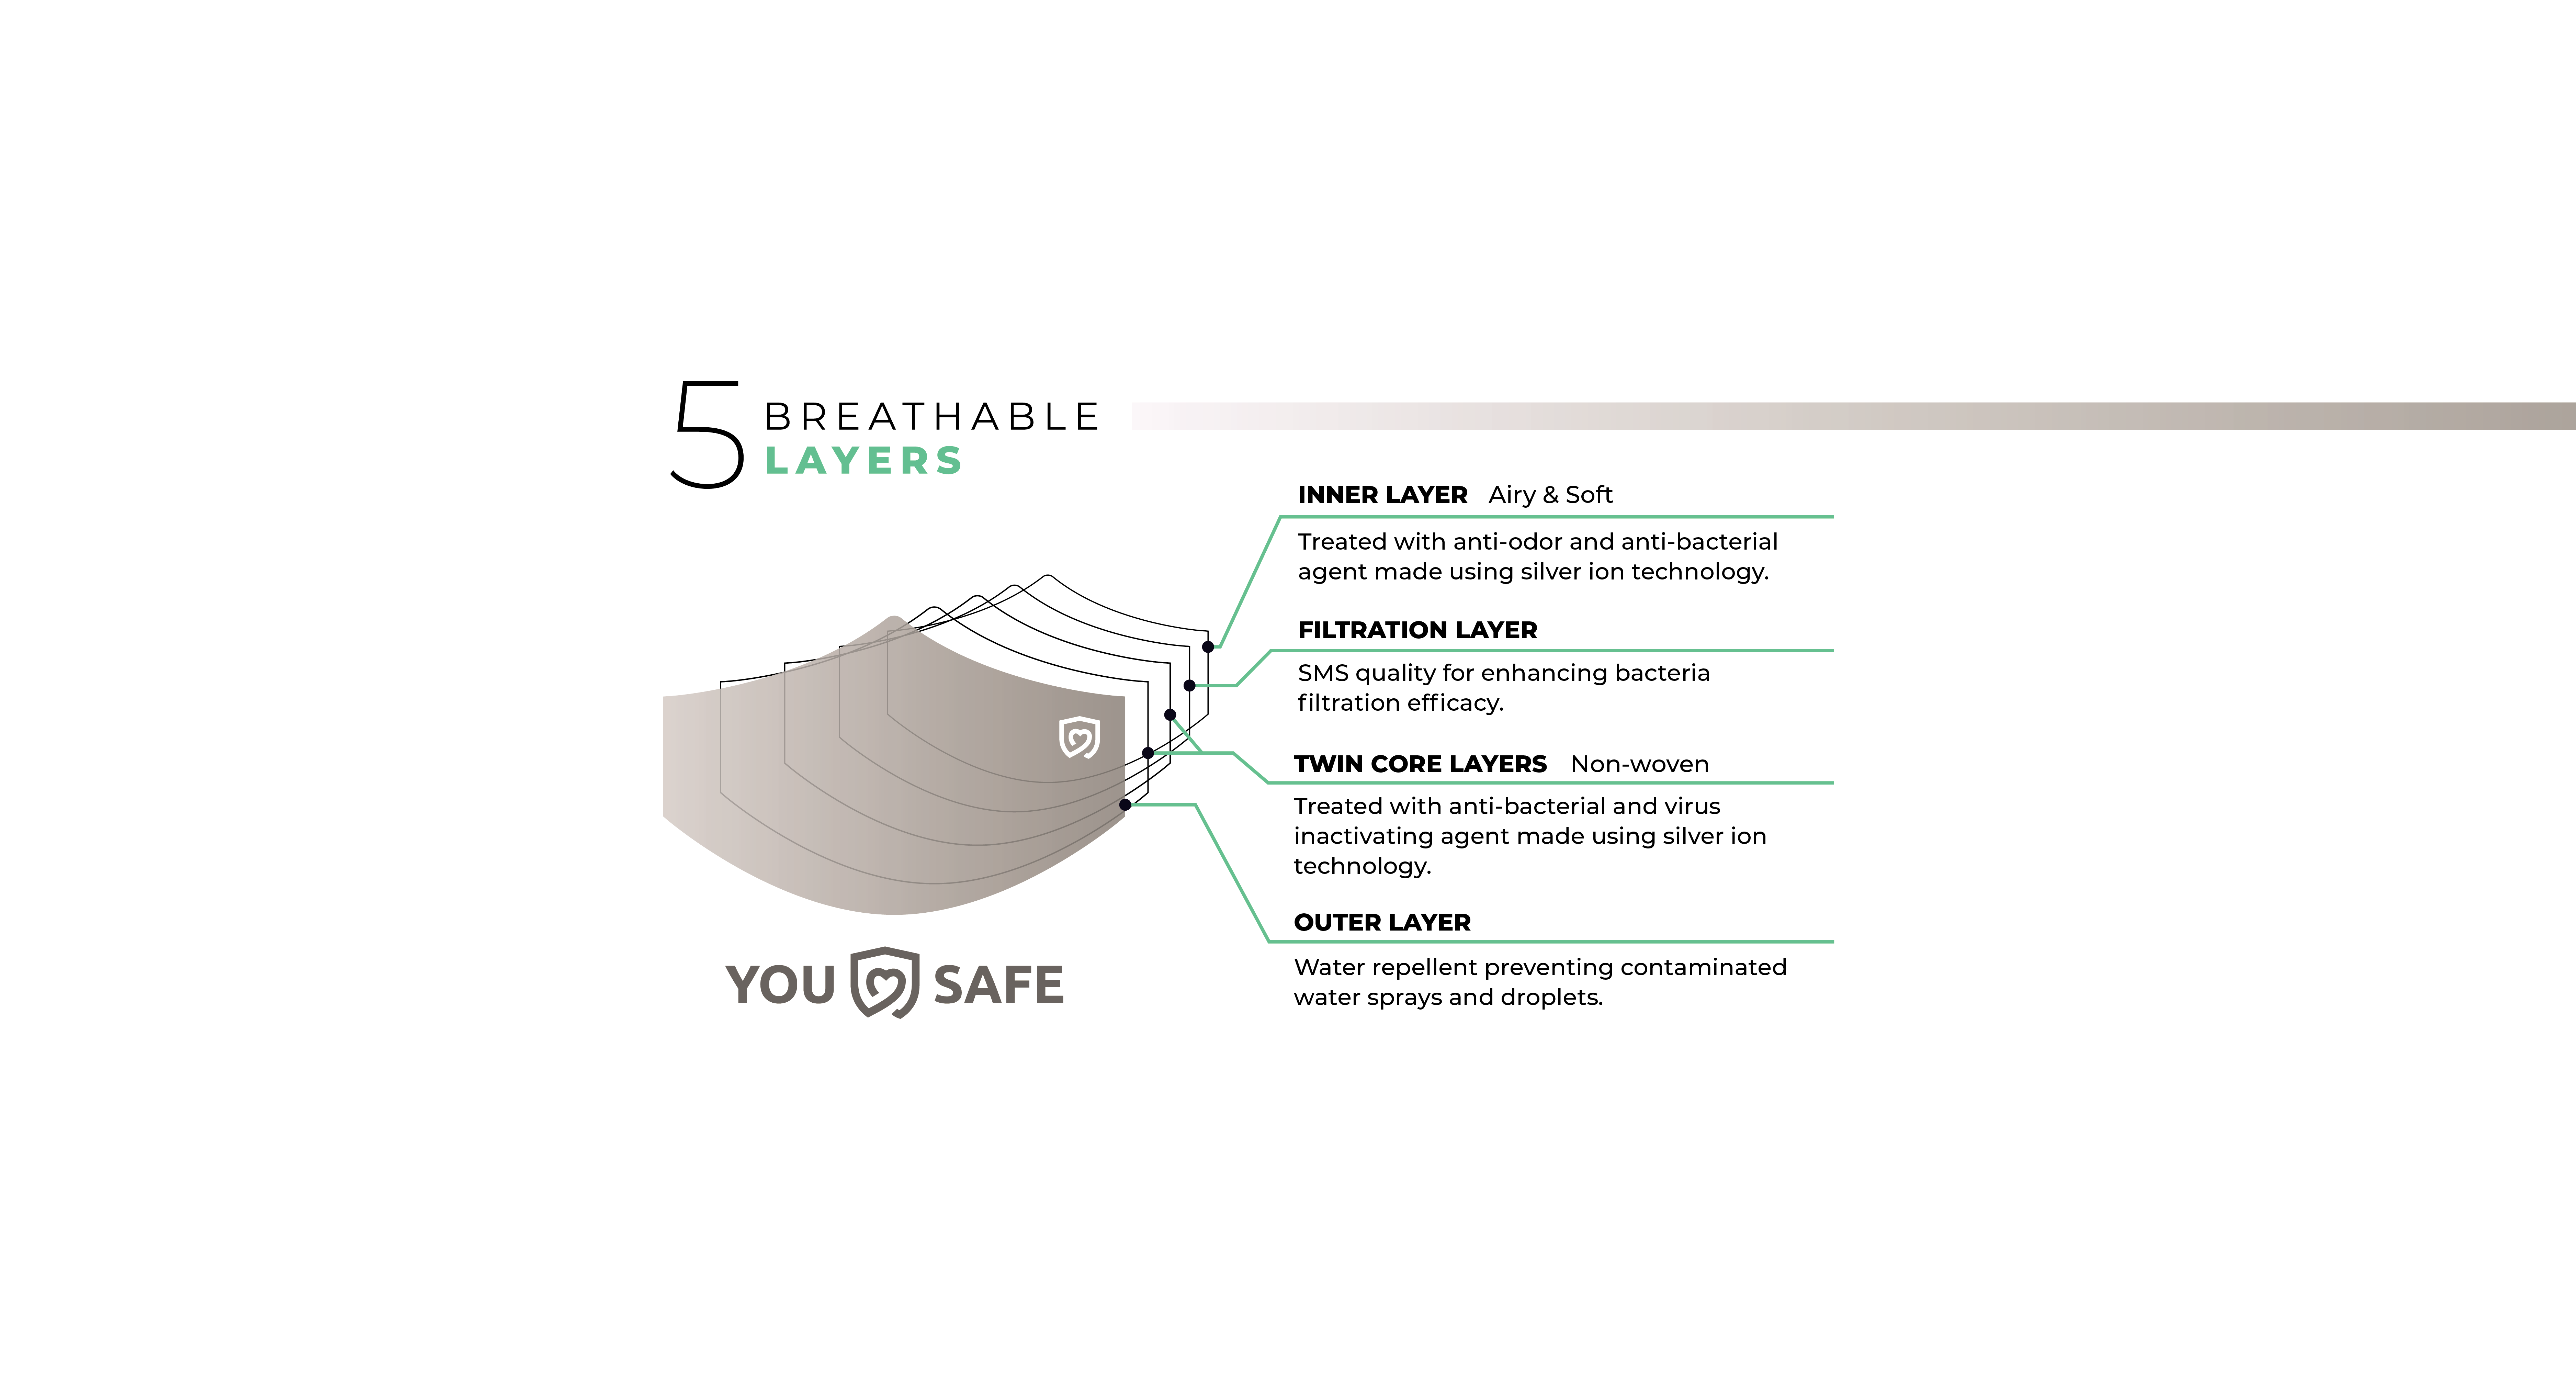 5 BREATHABLE
LAYERS
INNER LAYER Airy & Soft
Treated with anti-odor and anti-bacterial
agent made using silver ion technology.
FILTRATION LAYER
SMS quality for enhancing bacteria
filtration efficacy.
TWIN CORE LAYERS Non-woven
Treated with anti-bacterial and virus
inactivating agent made using silver ion
technology.
OUTER LAYER
Water repellent preventing contaminated
water sprays and droplets.
YOU SAFE